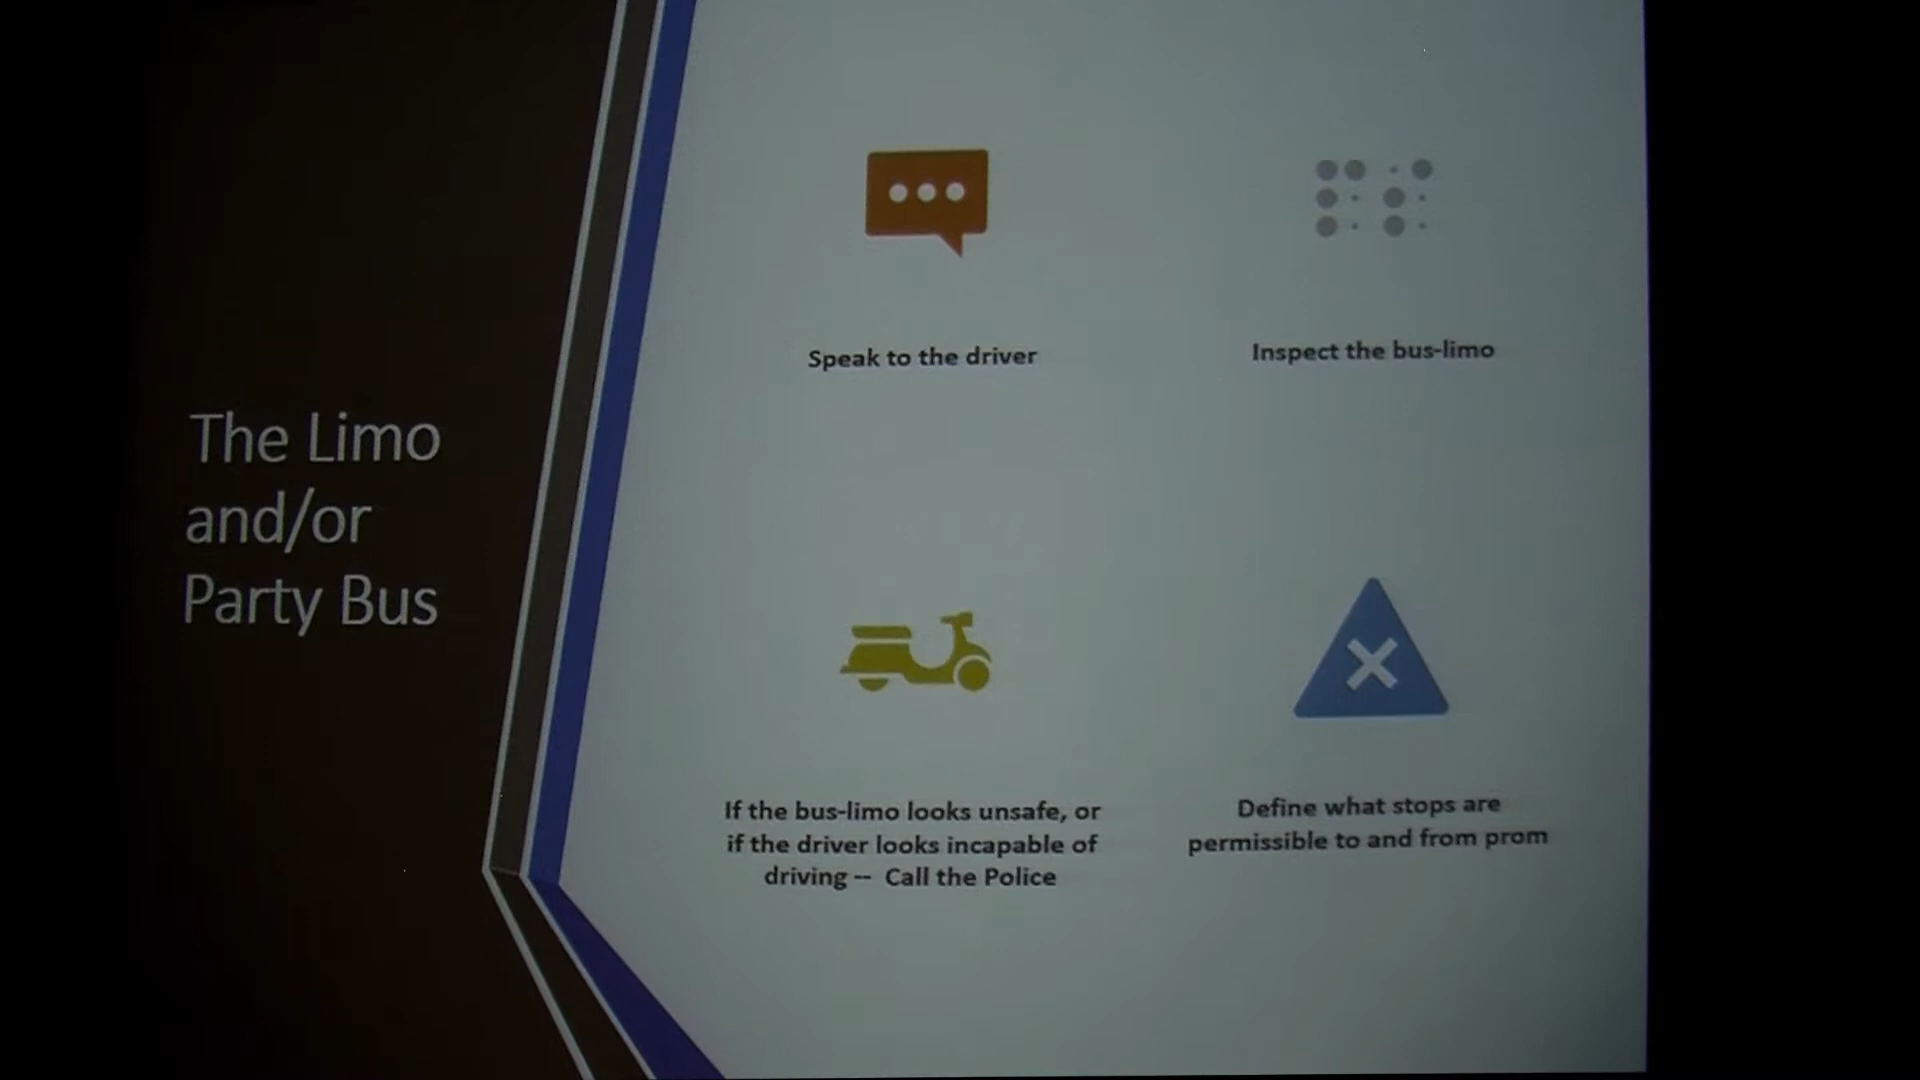 The Limo
and/or
Party Bus
Speak to the driver
Inspect the bus-limo
If the bus-limo looks unsafe, or
if the driver looks incapable of
driving -- Call the Police
Define what stops are
permissible to and from prom